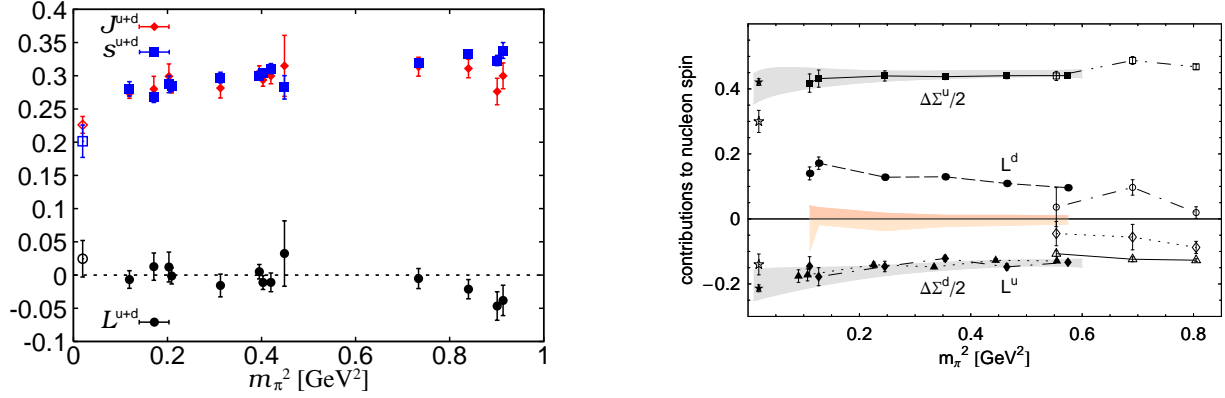 J^{u+d}
s^{u+d}
0.4
0.35
0.3
0.25
0.2
0.15
0.1
0.05
0
−0.05
−0.1
L^{u+d}
0 0.2 0.4 0.6 0.8 1
m_π^2 [GeV^2]
contributions to nucleon spin
0.4
0.2
0
−0.2
ΔΣ^u/2
L^d
ΔΣ^d/2
L^u
0.2 0.4 0.6 0.8
m_π^2 [GeV^2]